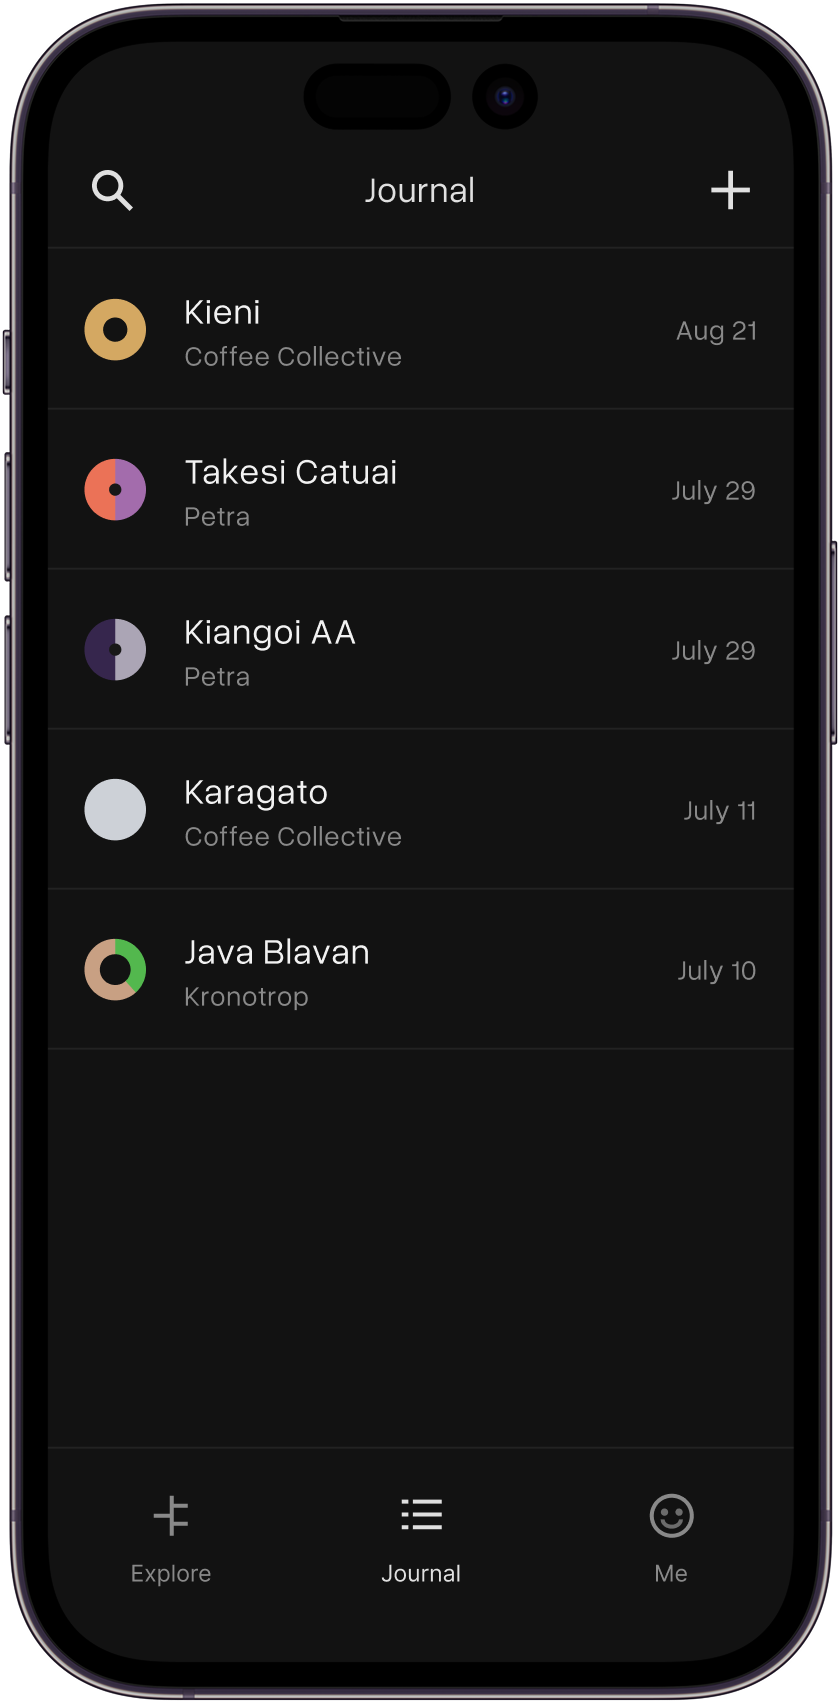 Journal
Kieni
Coffee Collective
Aug 21
Takesi Catuai
Petra
July 29
Kiangoi AA
Petra
July 29
Karagato
Coffee Collective
July 11
Java Blavan
Kronotrop
July 10
Explore
Journal
Me